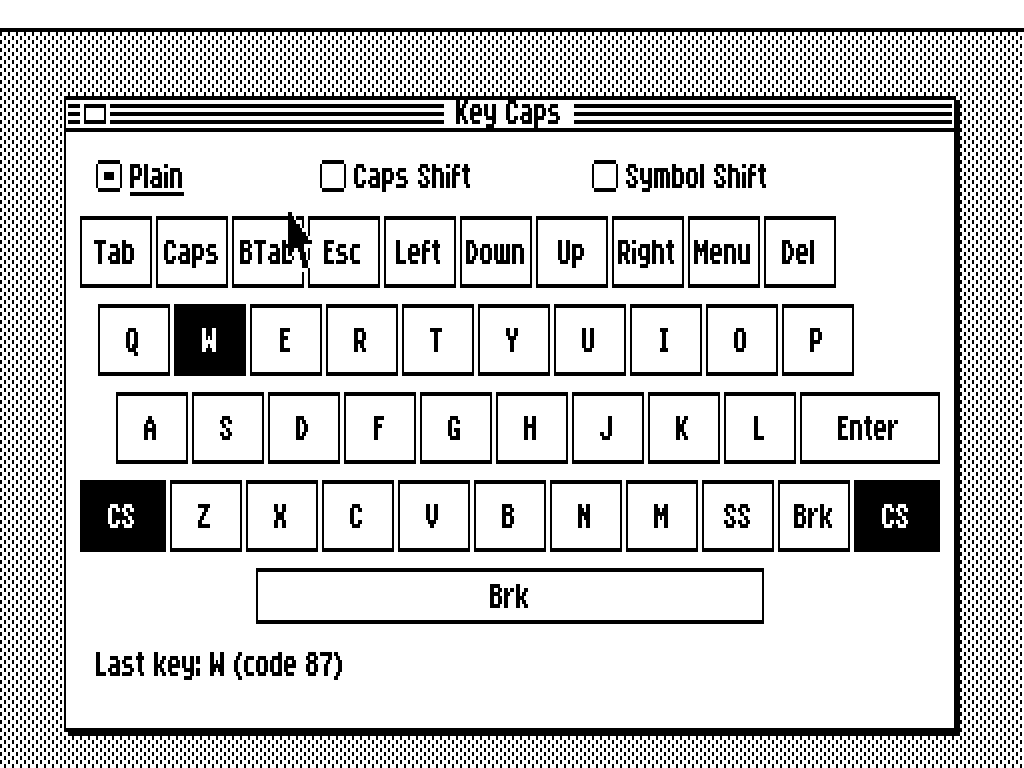 Key Caps
Plain Caps Shift Symbol Shift
Tab Caps BTab Esc Left Down Up Right Menu Del
Q W E R T Y U I O P
A S D F G H J K L Enter
CS Z X C V B N M SS Brk CS
Brk
Last key: W (code 87)